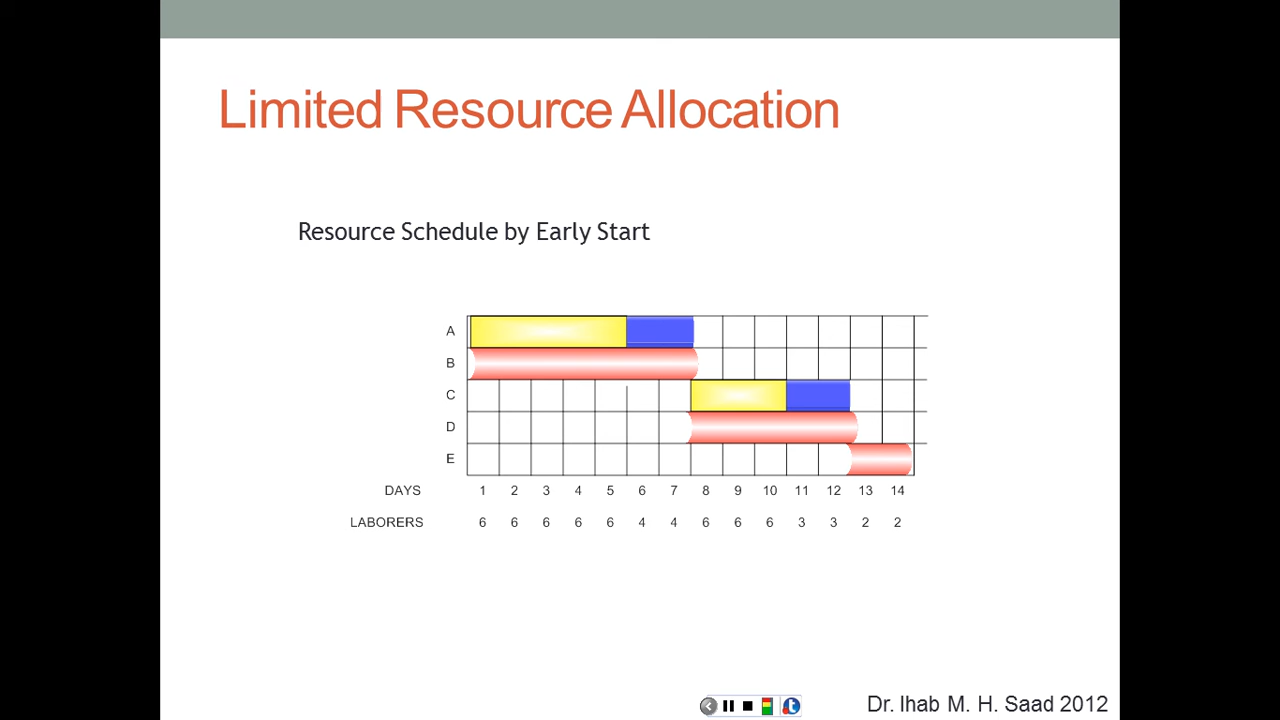 Limited Resource Allocation
Resource Schedule by Early Start
A
B
C
D
E
DAYS 1 2 3 4 5 6 7 8 9 10 11 12 13 14
LABORERS 6 6 6 6 6 4 4 6 6 6 3 3 2 2
Dr. Ihab M. H. Saad 2012